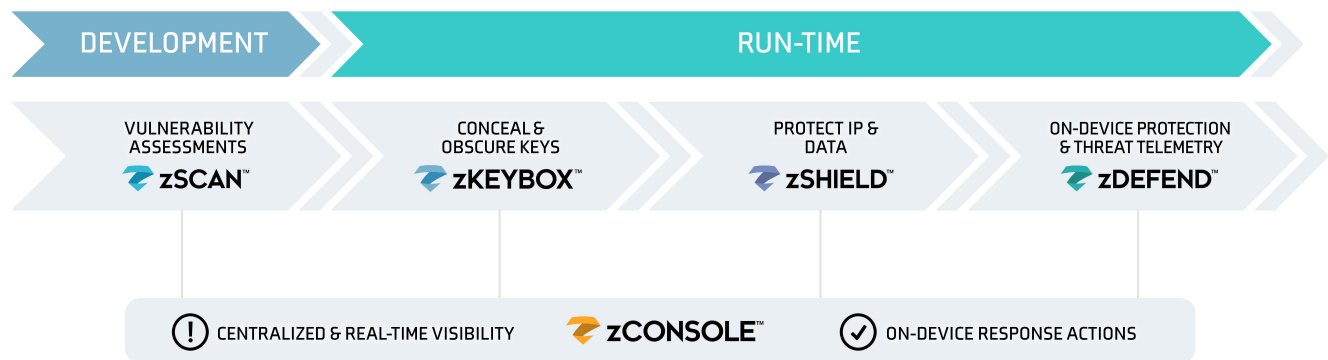 DEVELOPMENT
RUN-TIME
VULNERABILITY
ASSESSMENTS
zSCAN™
CONCEAL &
OBSCURE KEYS
zKEYBOX™
PROTECT IP &
DATA
zSHIELD™
ON-DEVICE PROTECTION
& THREAT TELEMETRY
zDEFEND™
CENTRALIZED & REAL-TIME VISIBILITY
zCONSOLE™
ON-DEVICE RESPONSE ACTIONS